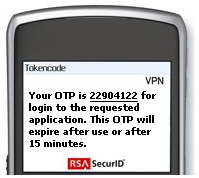 Tokencode
VPN
Your OTP is 22904122 for
login to the requested
application. This OTP will
expire after use or after
15 minutes.
RSA SecurID®